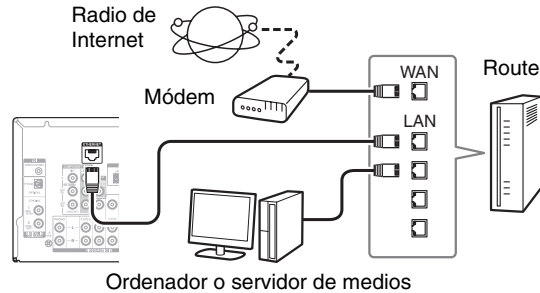 Radio de
Internet
Módem
WAN
Route
LAN
Ordenador o servidor de medios